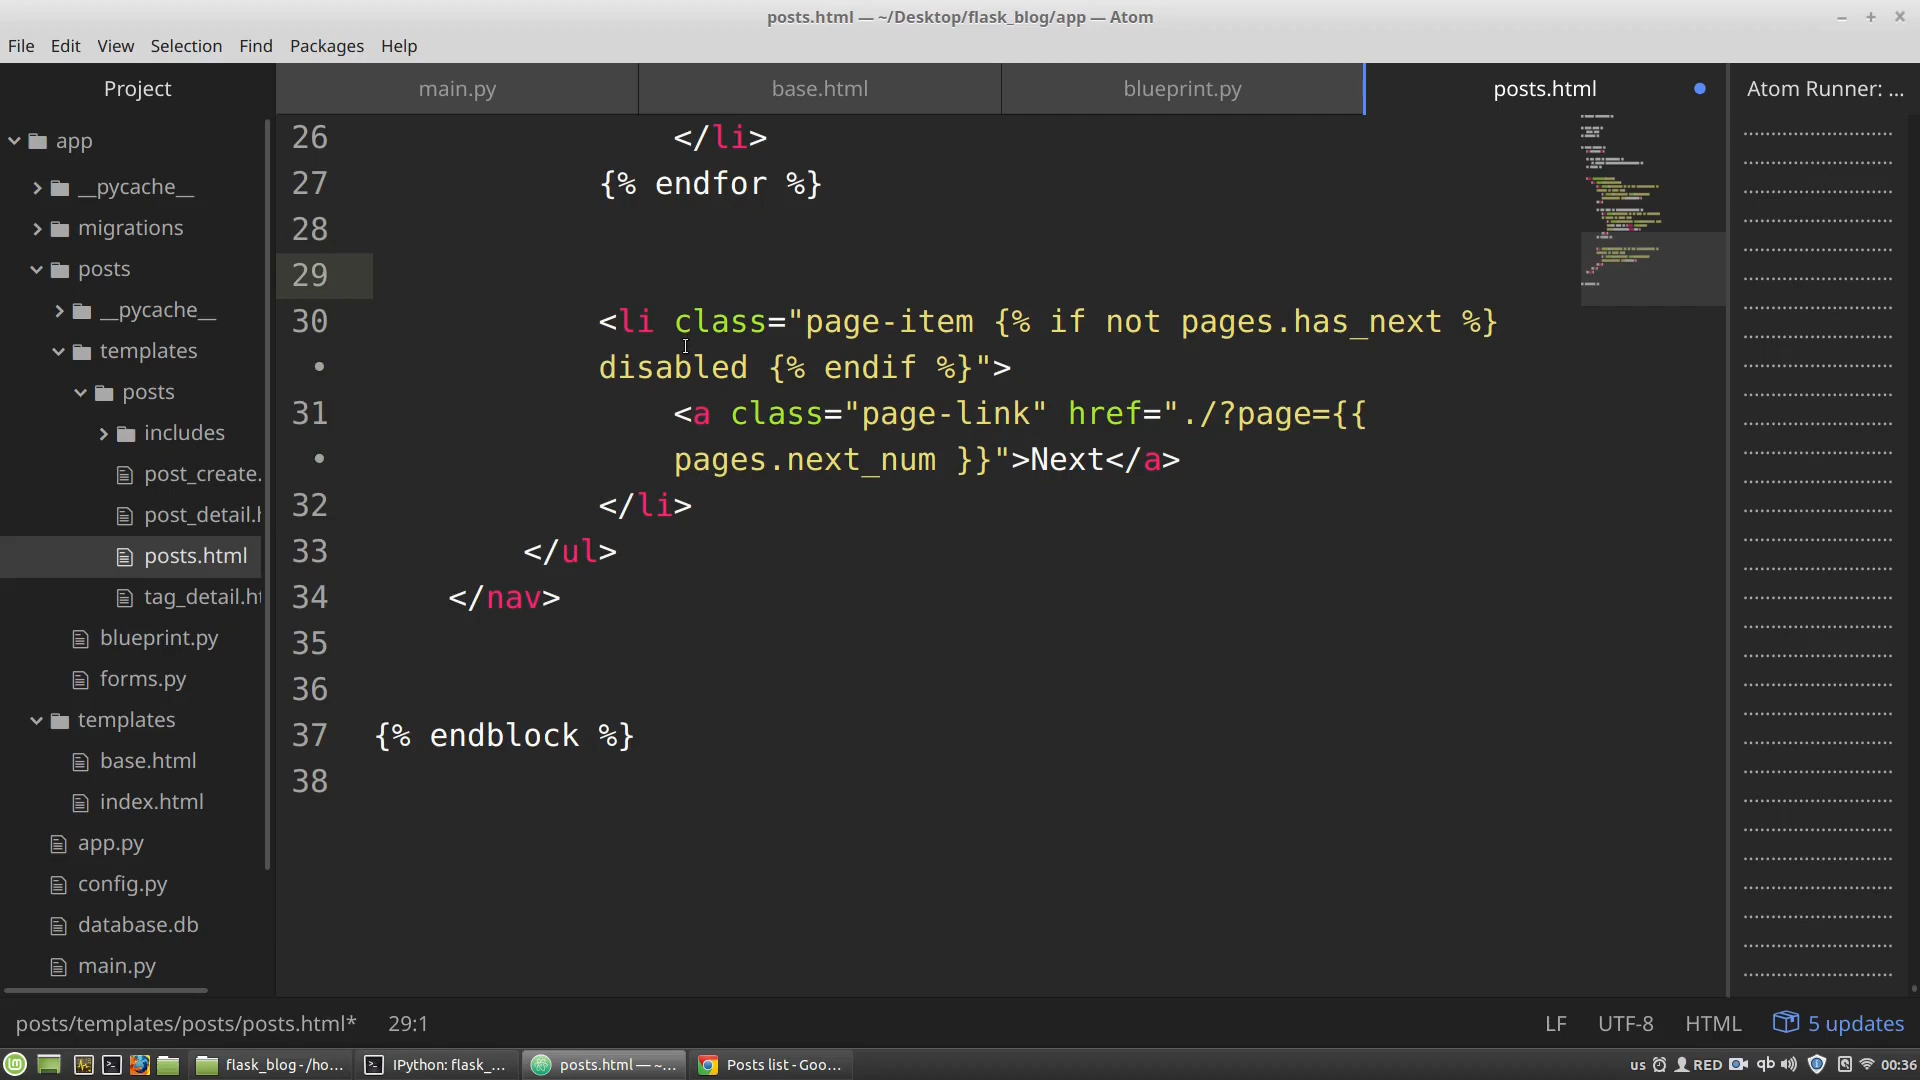 posts.html — ~/Desktop/flask_blog/app — Atom
File Edit View Selection Find Packages Help
Project
main.py
base.html
blueprint.py
posts.html
Atom Runner: ...
app
__pycache__
migrations
posts
__pycache__
templates
posts
includes
post_create.
post_detail.h
posts.html
tag_detail.ht
blueprint.py
forms.py
templates
base.html
index.html
app.py
config.py
database.db
main.py
26 </li>
27 {% endfor %}
28
29
30 <li class="page-item {% if not pages.has_next %}
• disabled {% endif %}">
31 <a class="page-link" href="./?page={{
• pages.next_num }}">Next</a>
32 </li>
33 </ul>
34 </nav>
35
36
37 {% endblock %}
38
posts/templates/posts/posts.html* 29:1 LF UTF-8 HTML 5 updates
flask_blog - /ho... IPython: flask_... posts.html — ~... Posts list - Goo... us RED qb 00:36